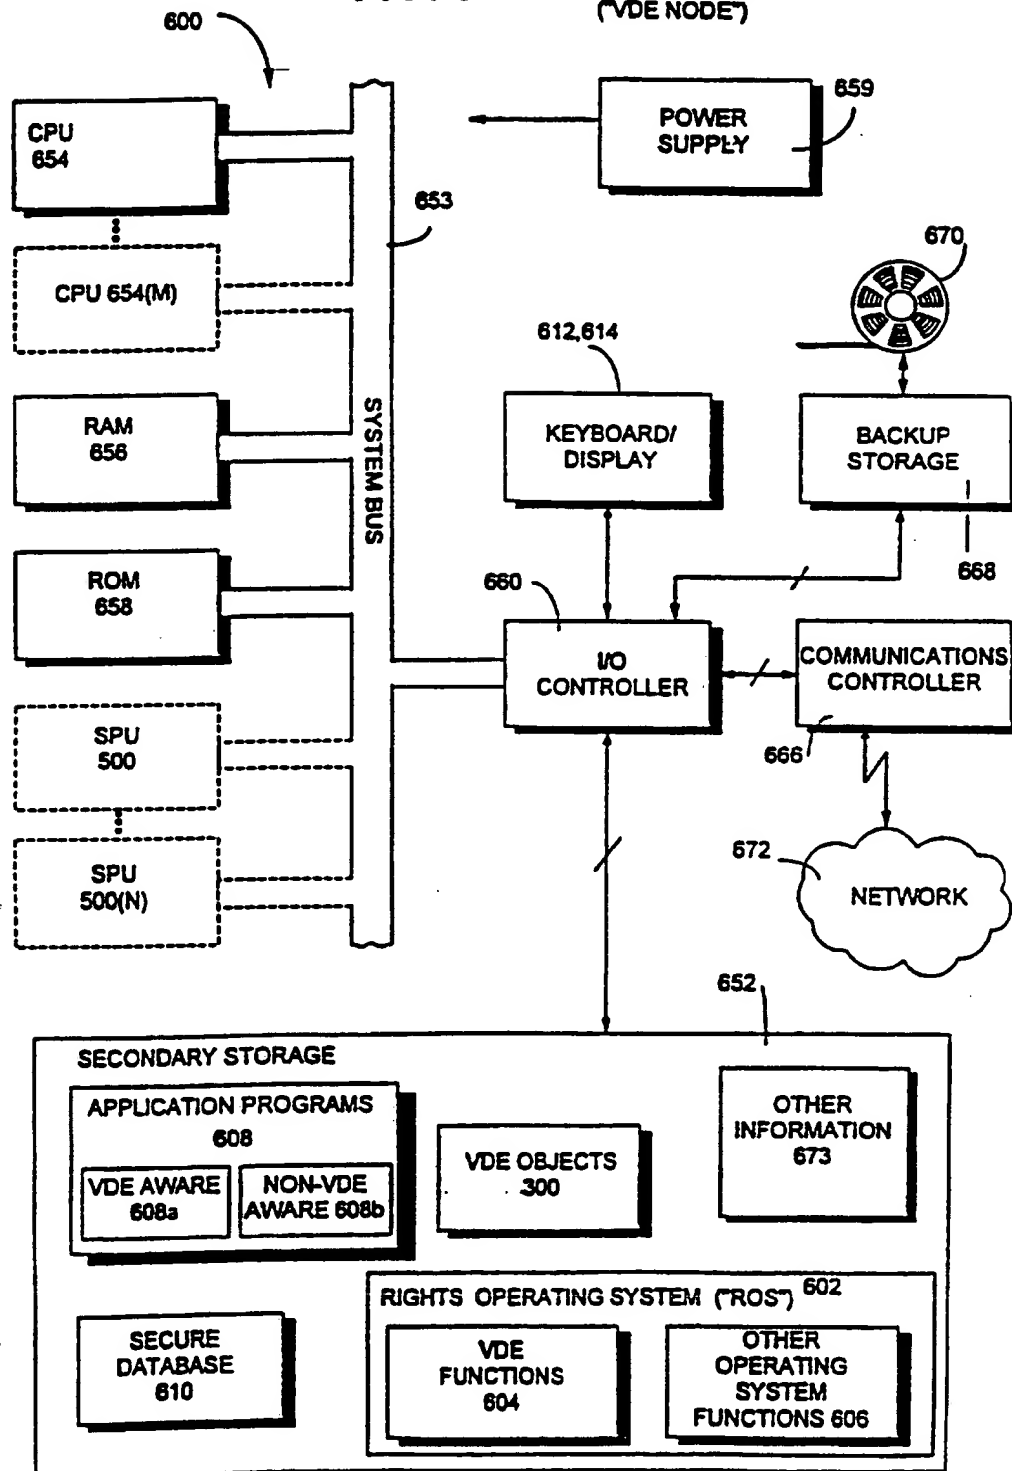 ("VDE NODE")
600
CPU
654
POWER
SUPPLY
659
653
CPU 654(M)
670
612,614
RAM
656
SYSTEM BUS
KEYBOARD/
DISPLAY
BACKUP
STORAGE
668
ROM
658
660
I/O
CONTROLLER
COMMUNICATIONS
CONTROLLER
666
SPU
500
SPU
500(N)
672
NETWORK
652
SECONDARY STORAGE
APPLICATION PROGRAMS
608
VDE AWARE
608a
NON-VDE
AWARE 608b
VDE OBJECTS
300
OTHER
INFORMATION
673
SECURE
DATABASE
610
RIGHTS OPERATING SYSTEM ("ROS") 602
VDE
FUNCTIONS
604
OTHER
OPERATING
SYSTEM
FUNCTIONS 606